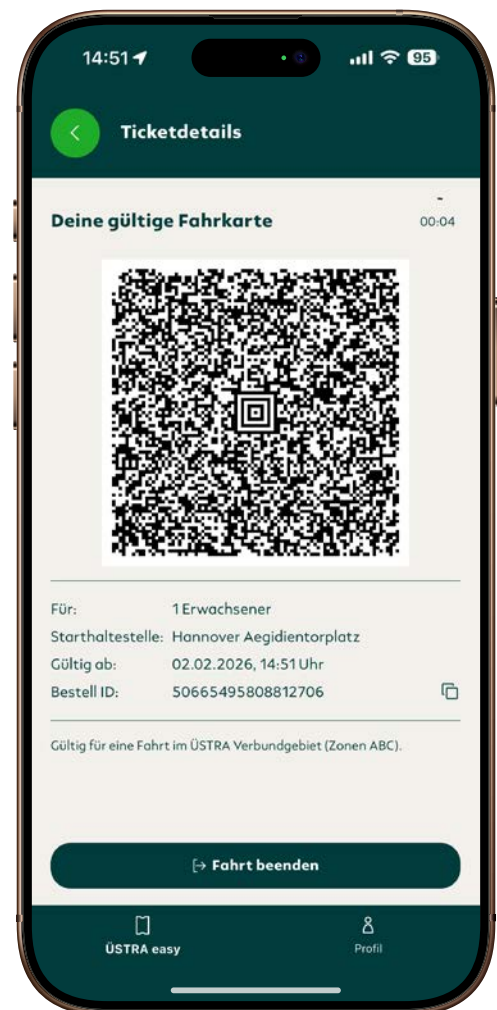 14:51
95
Ticketdetails
-
Deine gültige Fahrkarte
00:04
Für: 1 Erwachsener
Starthaltestelle: Hannover Aegidientorplatz
Gültig ab: 02.02.2026, 14:51 Uhr
Bestell ID: 50665495808812706
Gültig für eine Fahrt im ÜSTRA Verbundgebiet (Zonen ABC).
Fahrt beenden
ÜSTRA easy
Profil